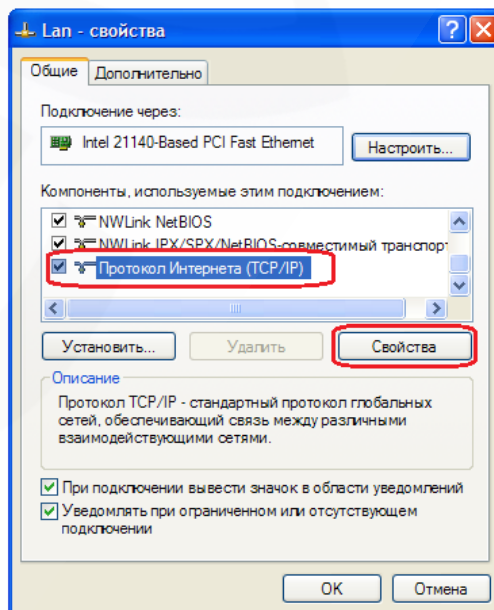 Lan - свойства
Общие
Дополнительно
Подключение через:
Intel 21140-Based PCI Fast Ethernet
Настроить...
Компоненты, используемые этим подключением:
NWLink NetBIOS
NWLink IPX/SPX/NetBIOS-совместимый транспор
Протокол Интернета (TCP/IP)
Установить...
Удалить
Свойства
Описание
Протокол TCP/IP - стандартный протокол глобальных
сетей, обеспечивающий связь между различными
взаимодействующими сетями.
При подключении вывести значок в области уведомлений
Уведомлять при ограниченном или отсутствующем
подключении
OK
Отмена